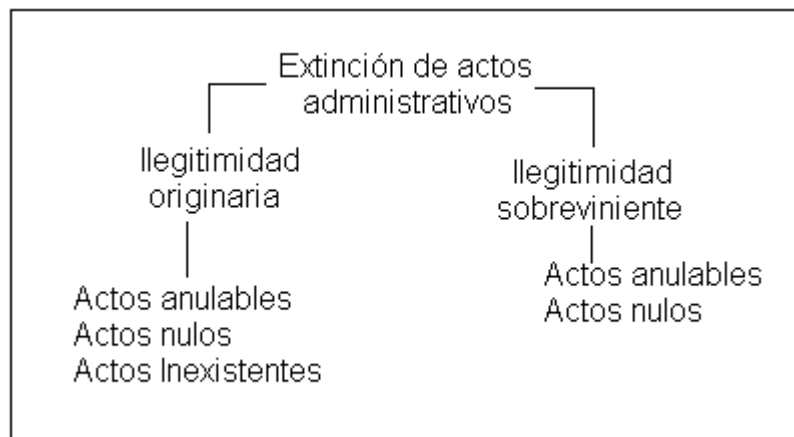 Extinción de actos
administrativos
Ilegitimidad
originaria
Ilegitimidad
sobreviniente
Actos anulables
Actos nulos
Actos Inexistentes
Actos anulables
Actos nulos